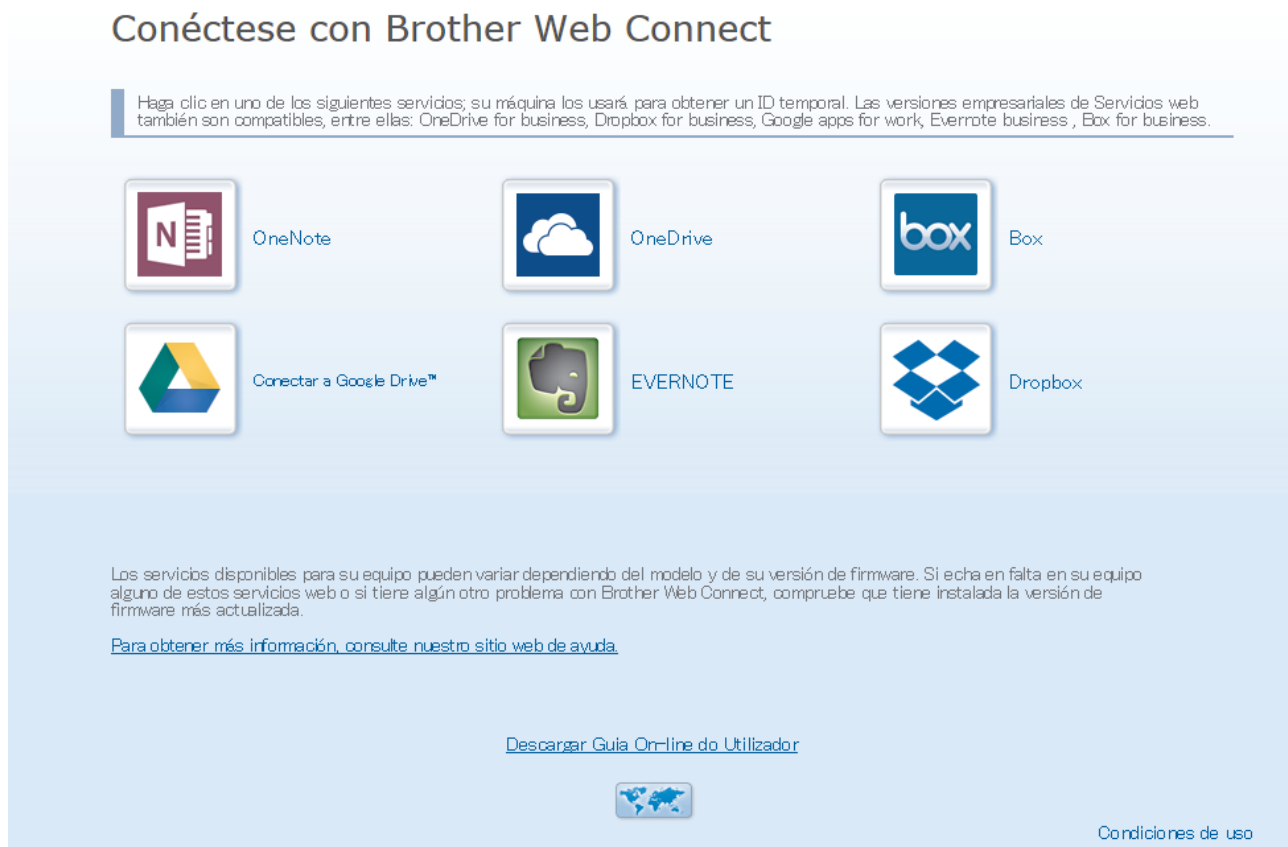 Conéctese con Brother Web Connect
Haga clic en uno de los siguientes servicios; su máquina los usará para obtener un ID temporal. Las versiones empresariales de Servicios web
también son compatibles, entre ellas: OneDrive for business, Dropbox for business, Google apps for work, Evernote business , Box for business.
N
OneNote
OneDrive
box
Box
Conectar a Google Drive™
EVERNOTE
Dropbox
Los servicios disponibles para su equipo pueden variar dependiendo del modelo y de su versión de firmware. Si echa en falta en su equipo
alguno de estos servicios web o si tiene algún otro problema con Brother Web Connect, compruebe que tiene instalada la versión de
firmware más actualizada.
Para obtener más información, consulte nuestro sitio web de ayuda.
Descargar Guia On-line do Utilizador
Condiciones de uso